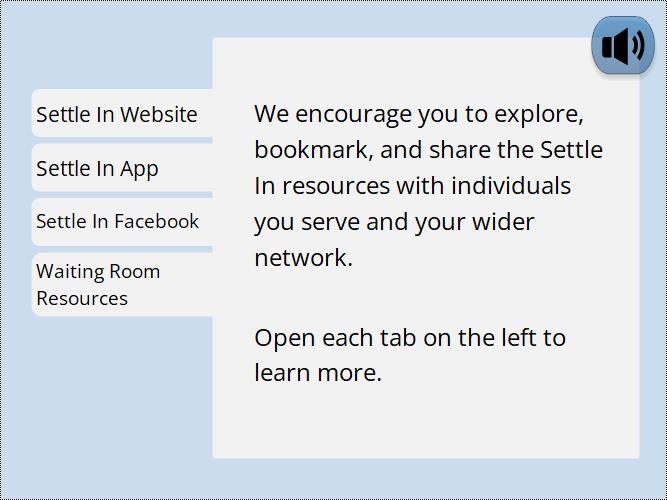 Settle In Website
Settle In App
Settle In Facebook
Waiting Room
Resources
We encourage you to explore,
bookmark, and share the Settle
In resources with individuals
you serve and your wider
network.
Open each tab on the left to
learn more.